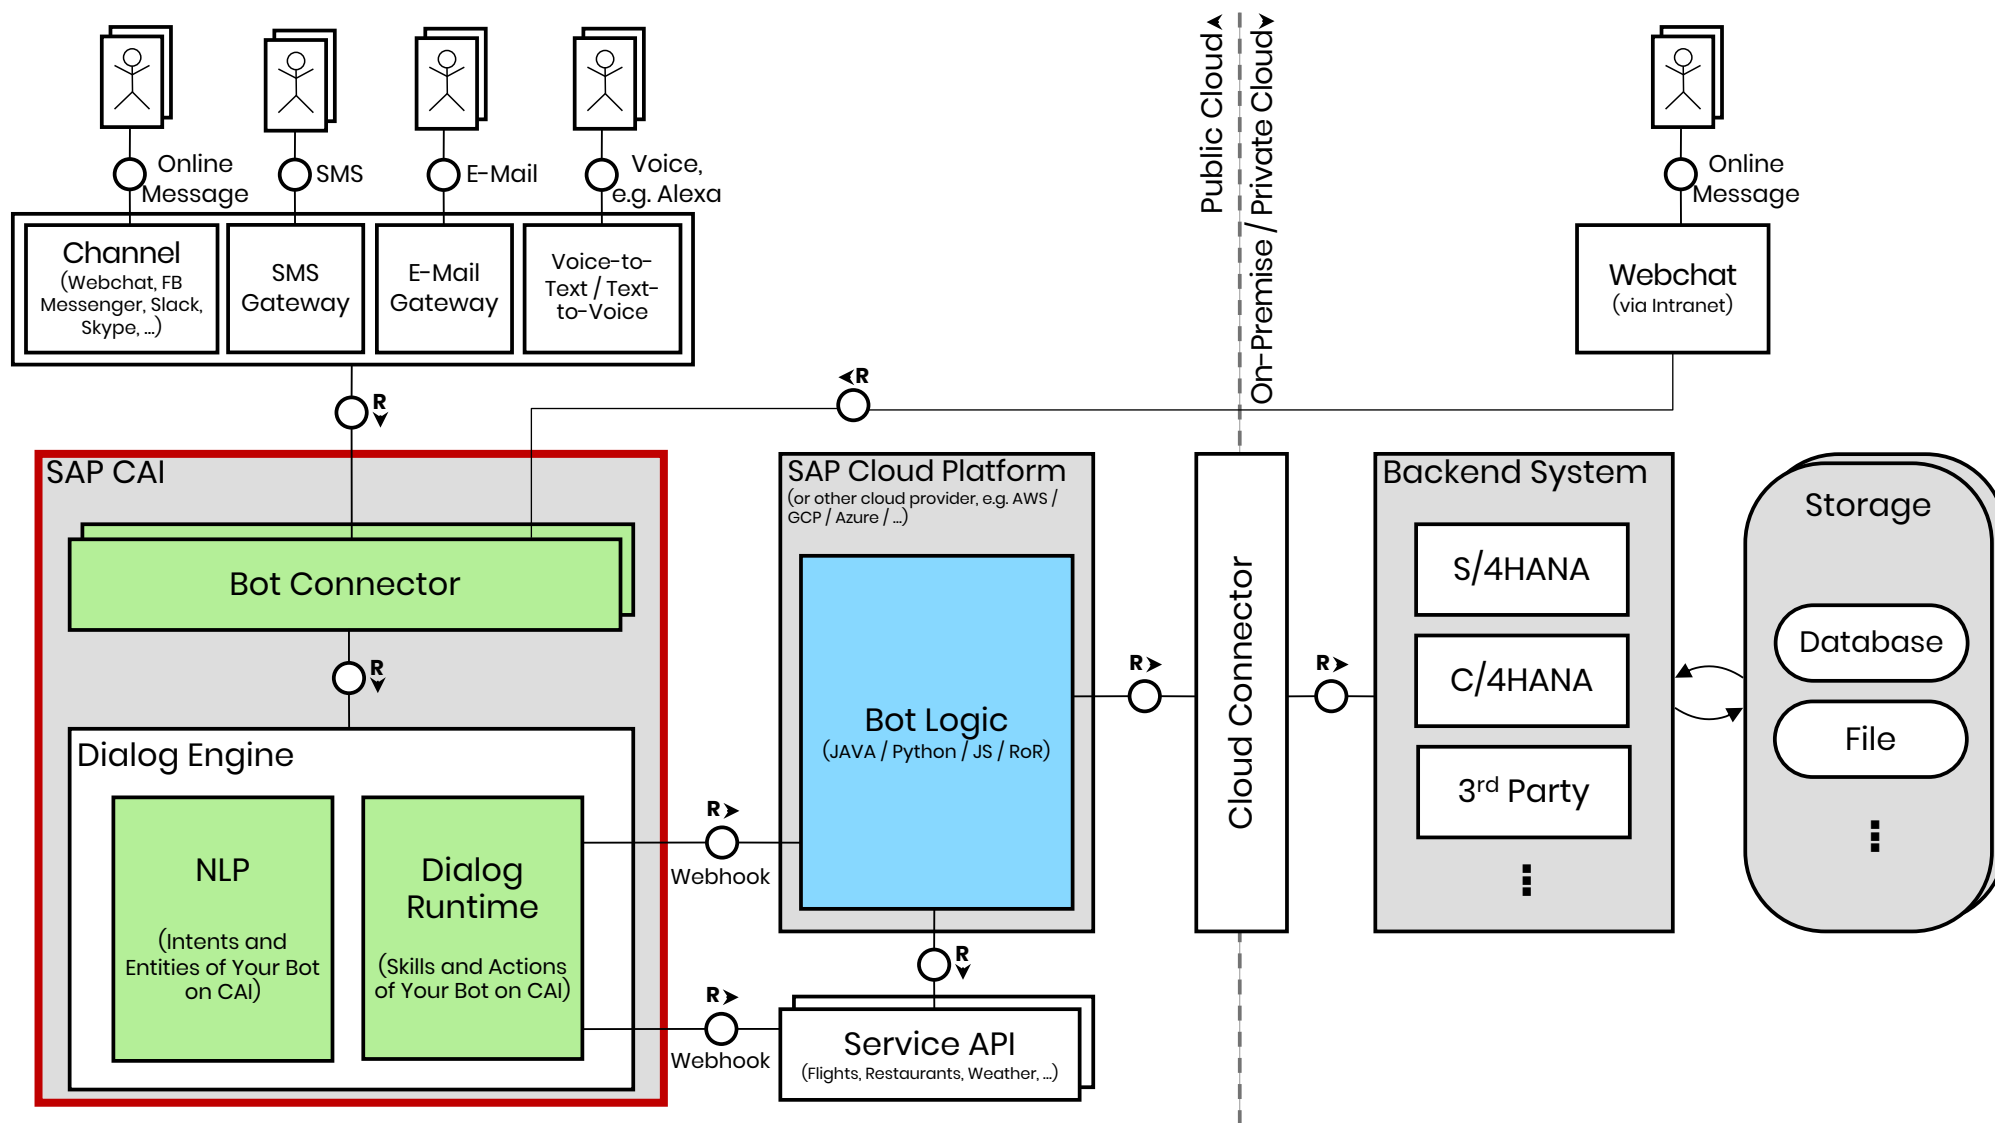 Online
Message
SMS
E-Mail
Voice,
e.g. Alexa
Public Cloud
On-Premise / Private Cloud
Online
Message
Channel
(Webchat, FB
Messenger, Slack,
Skype, ...)
SMS
Gateway
E-Mail
Gateway
Voice-to-
Text / Text-
to-Voice
Webchat
(via Intranet)
R
R
SAP CAI
Bot Connector
R
Dialog Engine
NLP
(Intents and
Entities of Your Bot
on CAI)
Dialog
Runtime
(Skills and Actions
of Your Bot on CAI)
R
Webhook
R
Webhook
SAP Cloud Platform
(or other cloud provider, e.g. AWS /
GCP / Azure / ...)
Bot Logic
(JAVA / Python / JS / RoR)
R
Service API
(Flights, Restaurants, Weather, ...)
R
Cloud Connector
R
Backend System
S/4HANA
C/4HANA
3rd Party
Storage
Database
File